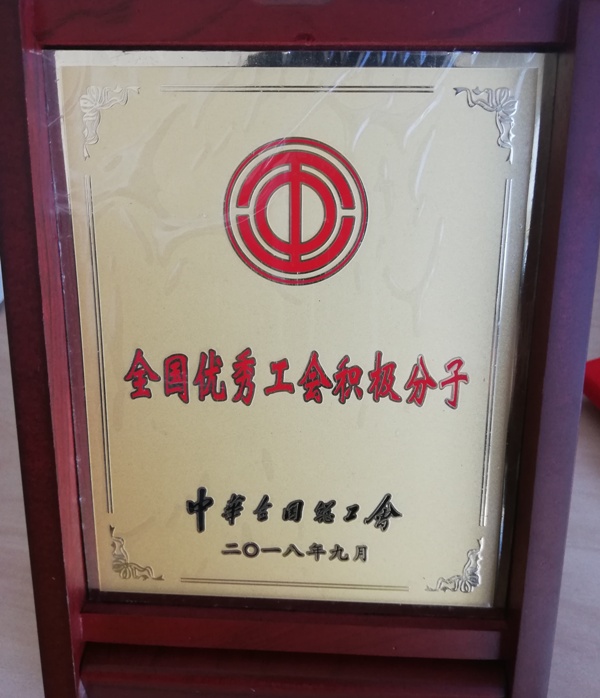 全国优秀工会积极分子
中华全国总工会
二〇一八年九月